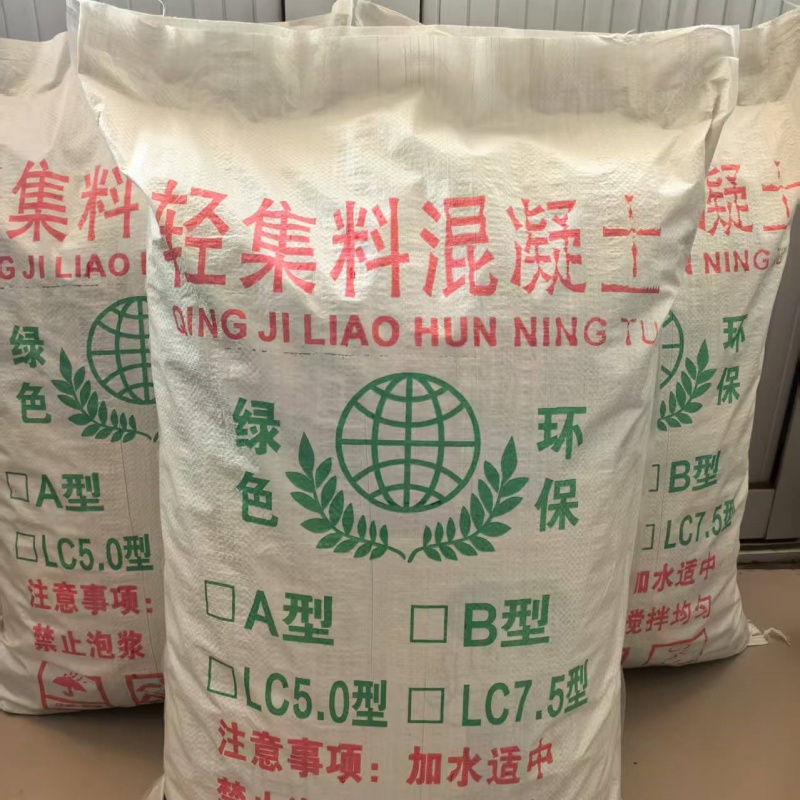 轻集料混凝土
QING JI LIAO HUN NING TU
绿色 环保
□A型 □B型
□LC5.0型 □LC7.5型
注意事项：加水适中
禁止
集料
G JI LIAO
绿色
□A型
□LC5.0型
注意事项：
禁止泡浆
凝土
NING
环保
B型
LC7.5型
加水适中
搅拌均匀